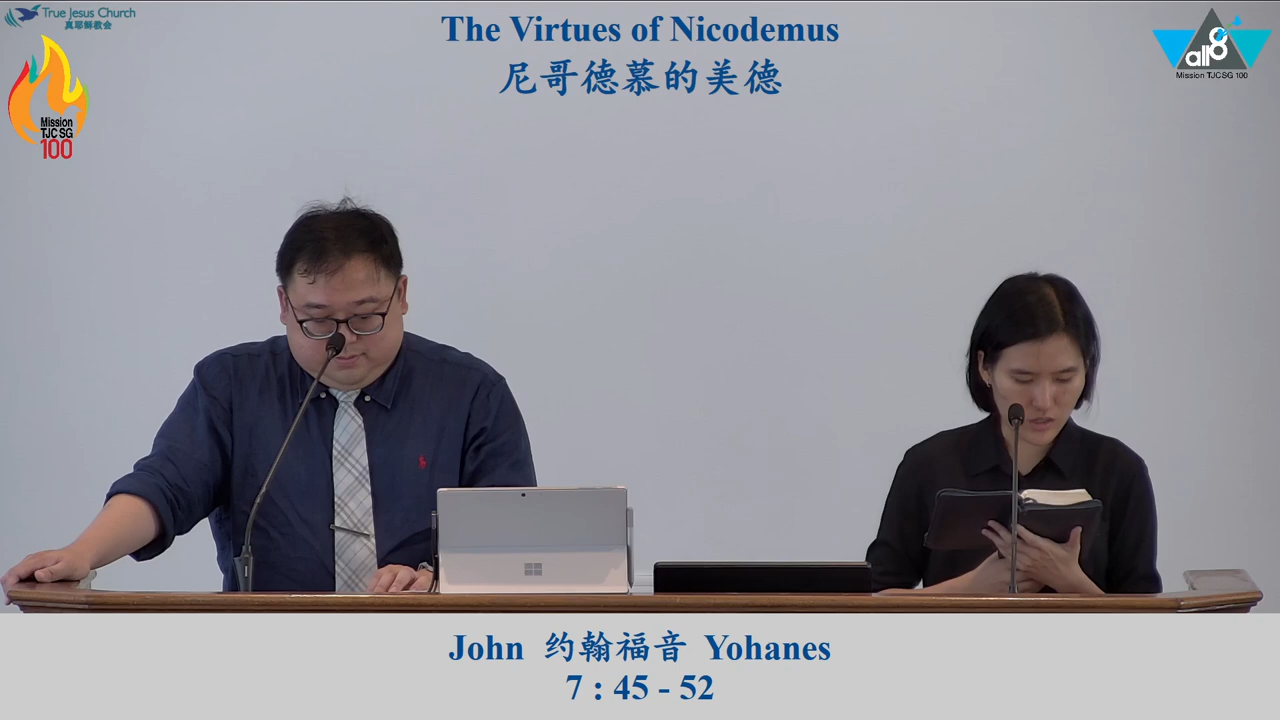 True Jesus Church
真耶稣教会
Mission
TJC SG
100
The Virtues of Nicodemus
尼哥德慕的美德
all8
Mission TJCSG 100
John 约翰福音 Yohanes
7 : 45 - 52